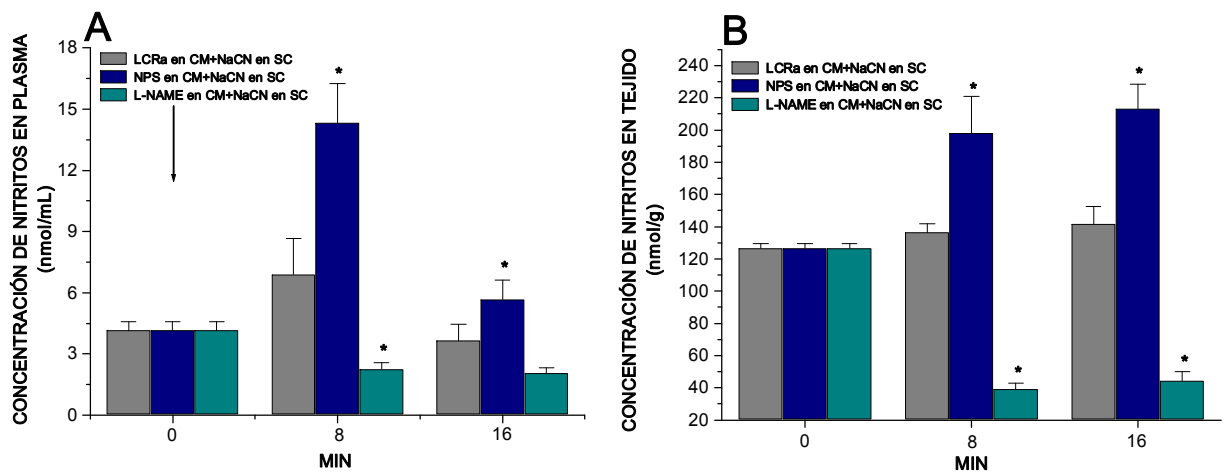 A
CONCENTRACIÓN DE NITRITOS EN PLASMA
(nmol/mL)
18
15
12
9
6
3
0
LCRa en CM+NaCN en SC
NPS en CM+NaCN en SC
L-NAME en CM+NaCN en SC
*
*
*
0
8
16
MIN
B
CONCENTRACIÓN DE NITRITOS EN TEJIDO
(nmol/g)
240
220
200
180
160
140
120
100
80
60
40
20
LCRa en CM+NaCN en SC
NPS en CM+NaCN en SC
L-NAME en CM+NaCN en SC
*
*
*
*
0
8
16
MIN